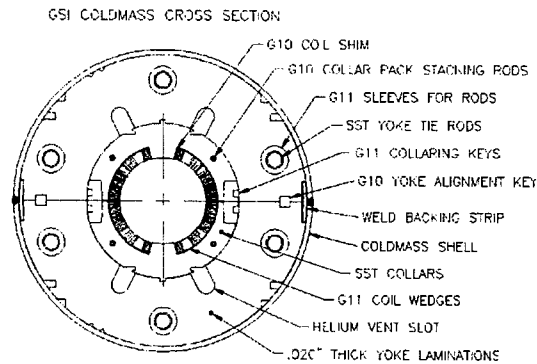 GSI COLDMASS CROSS SECTION
G10 COIL SHIM
G10 COLLAR PACK STACKING RODS
G11 SLEEVES FOR RODS
SST YOKE TIE RODS
G11 COLLARING KEYS
G10 YOKE ALIGNMENT KEY
WELD BACKING STRIP
COLDMASS SHELL
SST COLLARS
G11 COIL WEDGES
HELIUM VENT SLOT
.020" THICK YOKE LAMINATIONS